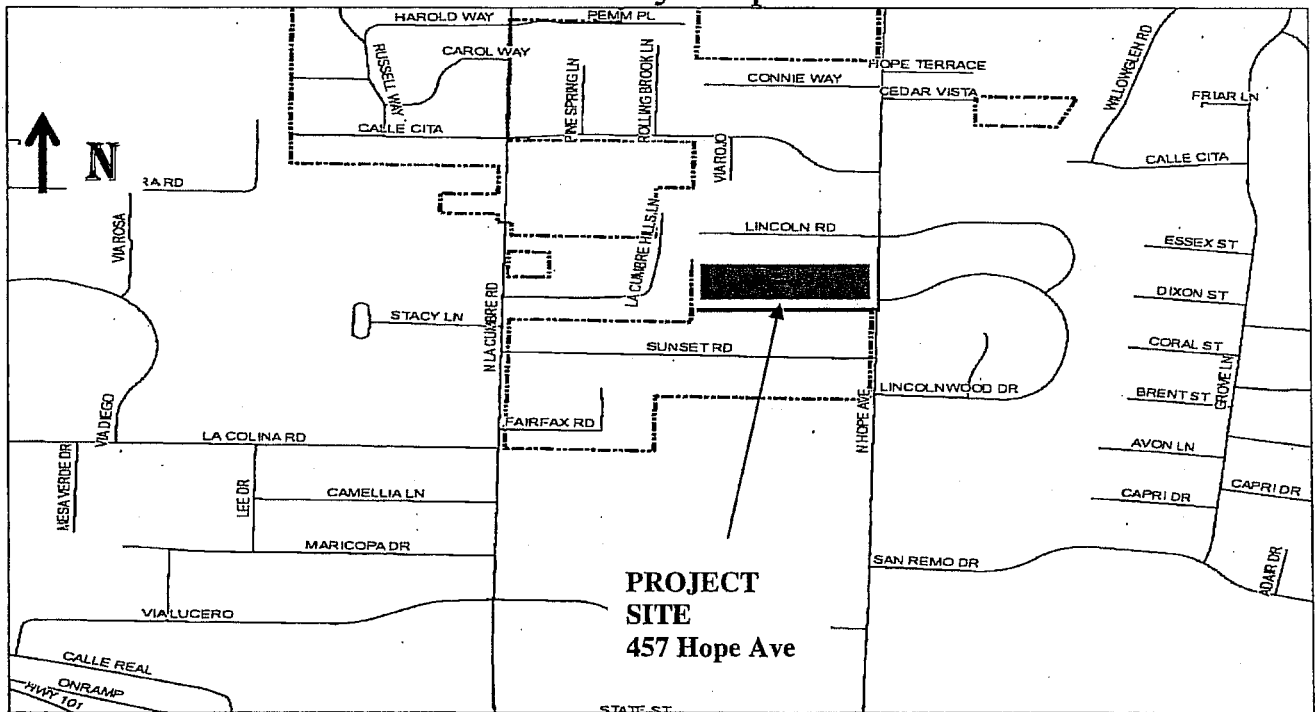 HAROLD WAY
PEMM PL
RUSSELL WAY
CAROL WAY
PINE SPRING LN
ROLLING BROOK LN
CONNIE WAY
HOPE TERRACE
CEDAR VISTA
WILLOWGLEN RD
FRIAR LN
CALLE CITA
VIA ROJO
CALLE CITA
N
RA RD
VIA ROSA
LA CUMBRE HILLS LN
LINCOLN RD
ESSEX ST
DIXON ST
STACY LN
N LA CUMBRE RD
SUNSET RD
CORAL ST
GROVE LN
LINCOLNWOOD DR
BRENT ST
VIA DIEGO
FAIRFAX RD
N HOPE AVE
LA COLINA RD
AVON LN
MESA VERDE DR
LEE DR
CAMELLIA LN
CAPRI DR
CAPRI DR
MARICOPA DR
SAN REMO DR
ADAIR DR
PROJECT
SITE
457 Hope Ave
VIA LUCERO
CALLE REAL
ONRAMP
HWY 101
STATE ST